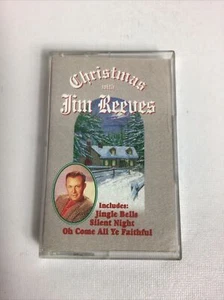 Christmas
WITH
Jim Reeves
Includes:
Jingle Bells
Silent Night
Oh Come All Ye Faithful